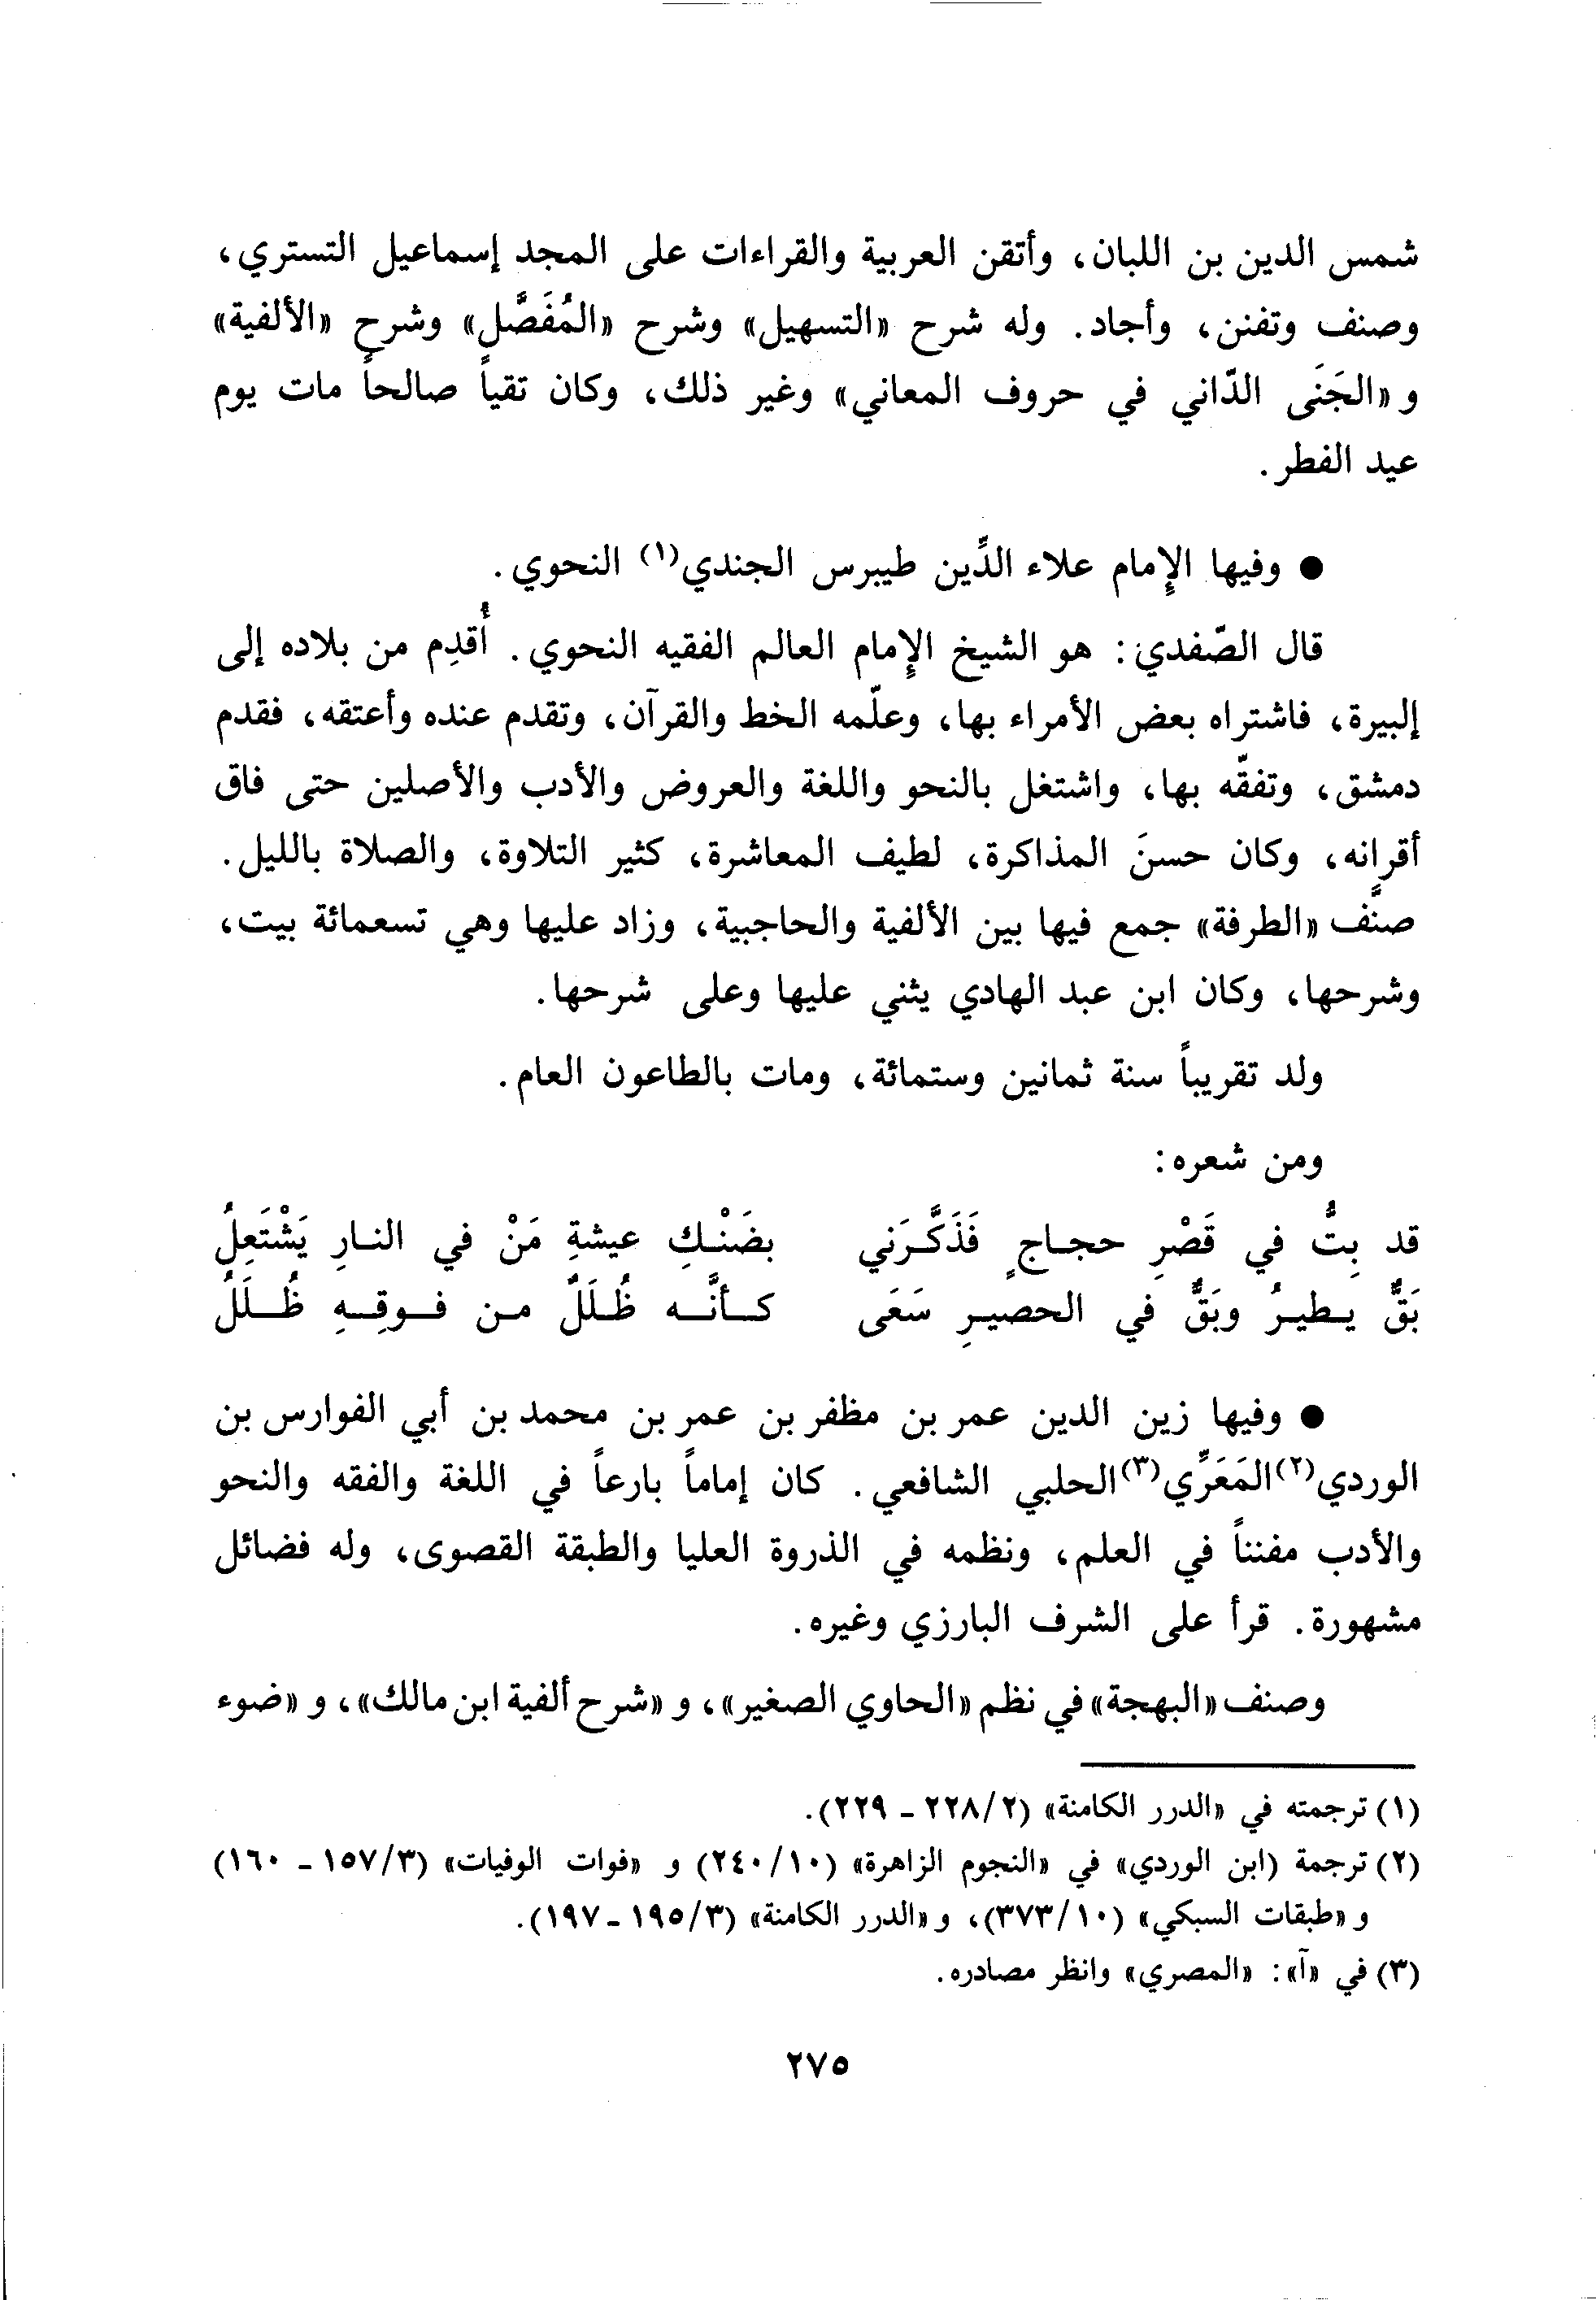 شمس الدين بن اللبان، وأتقن العربية والقراءات على المجد إسماعيل التستري،
وصنف وتفنن، وأجاد. وله شرح «التسهيل» وشرح «المُفَصَّل» وشرح «الألفية»
و «الجَنَى الدّاني في حروف المعاني» وغير ذلك، وكان تقياً صالحاً مات يوم
عيد الفطر.
● وفيها الإِمام علاء الدِّين طيبرس الجندي(١) النحوي.
قال الصّفدي: هو الشيخ الإِمام العالم الفقيه النحوي. أُقدِم من بلاده إلى
إلبيرة، فاشتراه بعض الأمراء بها، وعلّمه الخط والقرآن، وتقدم عنده وأعتقه، فقدم
دمشق، وتفقّه بها، واشتغل بالنحو واللغة والعروض والأدب والأصلين حتى فاق
أقرانه، وكان حسنَ المذاكرة، لطيف المعاشرة، كثير التلاوة، والصلاة بالليل.
صنَّف «الطرفة» جمع فيها بين الألفية والحاجبية، وزاد عليها وهي تسعمائة بيت،
وشرحها، وكان ابن عبد الهادي يثني عليها وعلى شرحها.
ولد تقريباً سنة ثمانين وستمائة، ومات بالطاعون العام.
ومن شعره:
قد بِتُّ في قَصْرِ حجاجٍ فَذَكَّرَني بضَنْكِ عيشةِ مَنْ في النارِ يَشْتَعِلُ
بَقٌّ يطيرُ وبَقٌّ في الحصيرِ سَعَى كأنَّه ظُلَلٌ من فوقِهِ ظُلَلُ
● وفيها زين الدين عمر بن مظفر بن عمر بن محمد بن أبي الفوارس بن
الوردي(٢) المَعَرِّي(٣) الحلبي الشافعي. كان إماماً بارعاً في اللغة والفقه والنحو
والأدب مفنناً في العلم، ونظمه في الذروة العليا والطبقة القصوى، وله فضائل
مشهورة. قرأ على الشرف البارزي وغيره.
وصنف «البهجة» في نظم «الحاوي الصغير»، و «شرح ألفية ابن مالك»، و «ضوء
(١) ترجمته في «الدرر الكامنة» (٢/ ٢٢٨ - ٢٢٩).
(٢) ترجمة (ابن الوردي» في «النجوم الزاهرة» (١٠/ ٢٤٠) و «فوات الوفيات» (٣/ ١٥٧ - ١٦٠)
و «طبقات السبكي» (١٠/ ٣٧٣)، و «الدرر الكامنة» (٣/ ١٩٥ - ١٩٧).
(٣) في «آ»: «المصري» وانظر مصادره.
٢٧٥